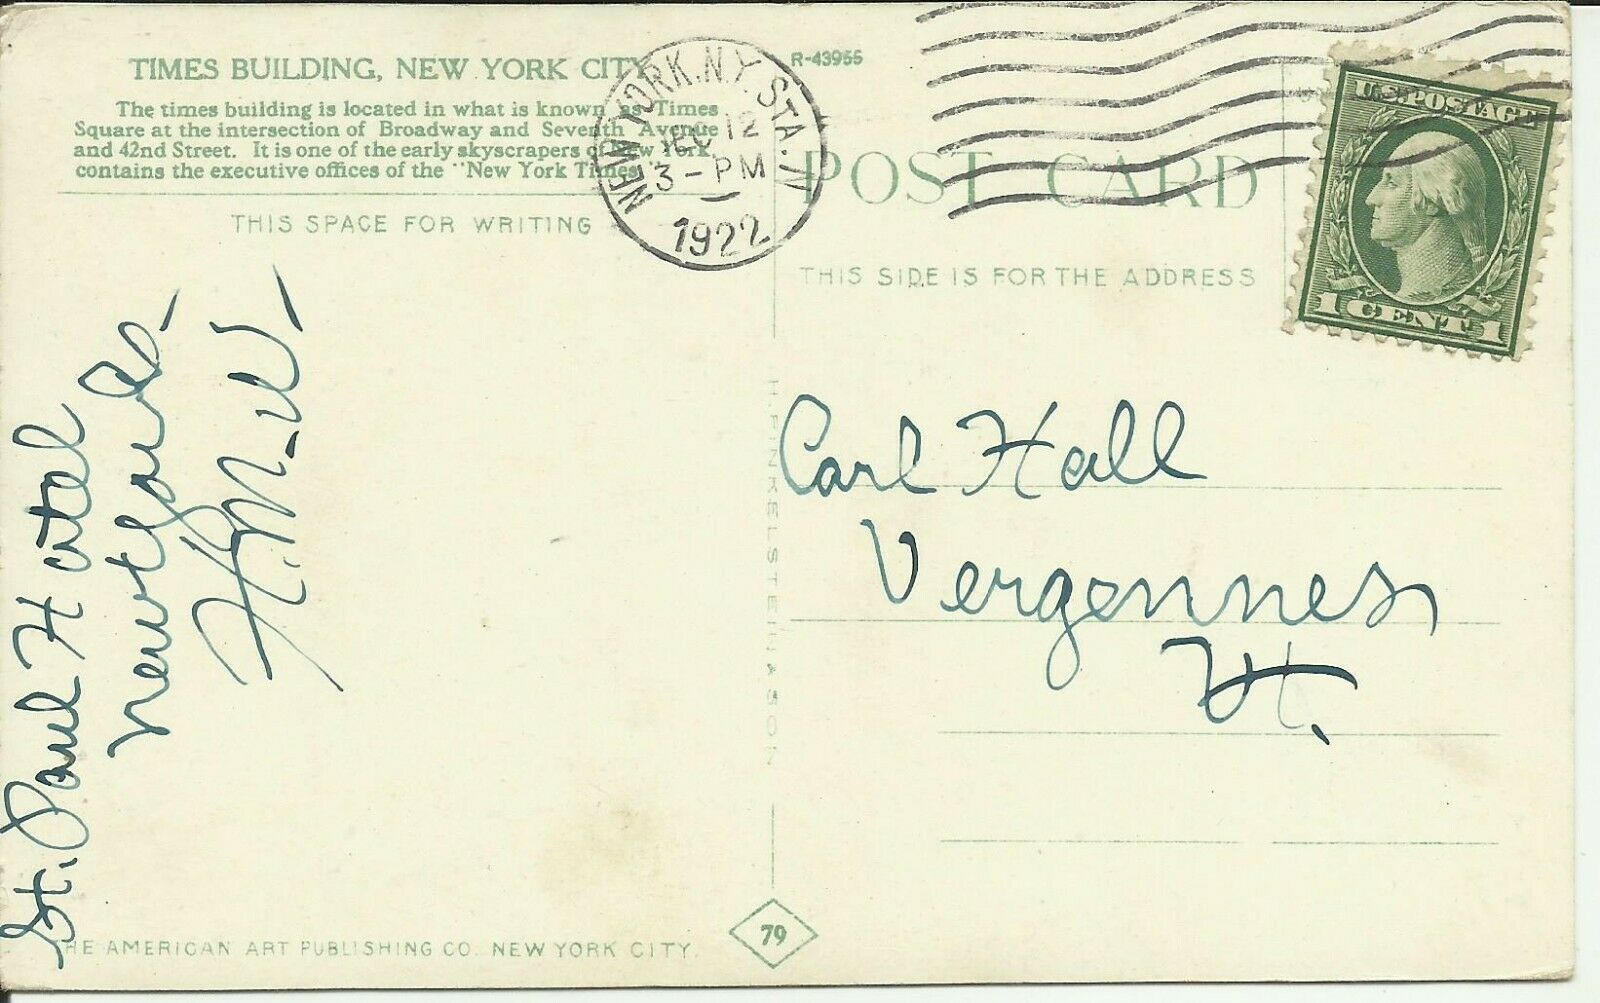 TIMES BUILDING, NEW YORK CITY
The times building is located in what is known as Times
Square at the intersection of Broadway and Seventh Avenue
and 42nd Street. It is one of the early skyscrapers of New York,
contains the executive offices of the "New York Times."
THIS SPACE FOR WRITING
NEW YORK, N.Y. STA.
12
3-PM
1922
R-43955
POST CARD
THIS SIDE IS FOR THE ADDRESS
U.S. POSTAGE
1 CENT 1
St. Paul Hotel
New York
H.M.W.
H. FINKELSTEIN & SON
Carl Hall
Vergennes
Vt.
THE AMERICAN ART PUBLISHING CO. NEW YORK CITY.
79